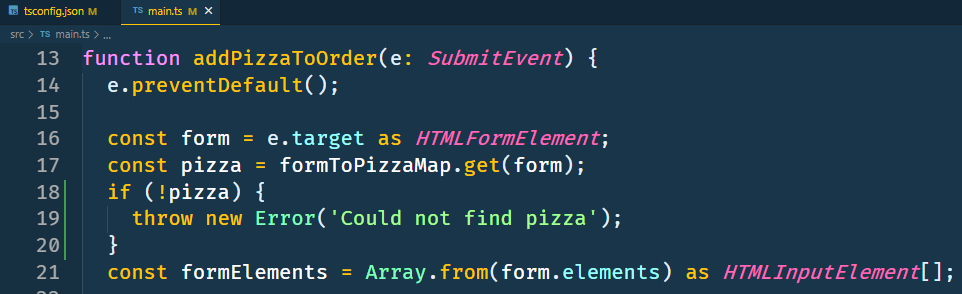 TS tsconfig.json M TS main.ts M ×
src > TS main.ts > ...
13 function addPizzaToOrder(e: SubmitEvent) {
14 e.preventDefault();
15
16 const form = e.target as HTMLFormElement;
17 const pizza = formToPizzaMap.get(form);
18 if (!pizza) {
19 throw new Error('Could not find pizza');
20 }
21 const formElements = Array.from(form.elements) as HTMLInputElement[];